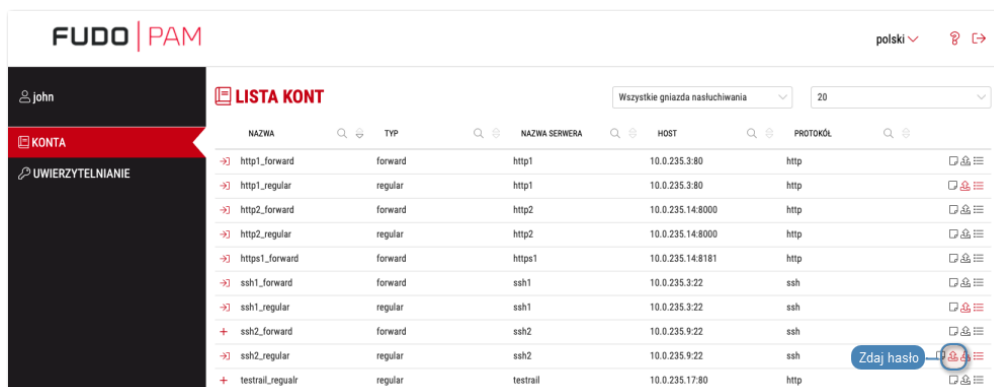 FUDO PAM
polski
john
LISTA KONT
Wszystkie gniazda nasłuchiwania
20
KONTA
UWIERZYTELNIANIE
NAZWA TYP NAZWA SERWERA HOST PROTOKÓŁ
http1_forward forward http1 10.0.235.3:80 http
http1_regular regular http1 10.0.235.3:80 http
http2_forward forward http2 10.0.235.14:8000 http
http2_regular regular http2 10.0.235.14:8000 http
https1_forward forward https1 10.0.235.14:8181 http
ssh1_forward forward ssh1 10.0.235.3:22 ssh
ssh1_regular regular ssh1 10.0.235.3:22 ssh
ssh2_forward forward ssh2 10.0.235.9:22 ssh
ssh2_regular regular ssh2 10.0.235.9:22 ssh Zdaj hasło
testrail_regualr regular testrail 10.0.235.17:80 http